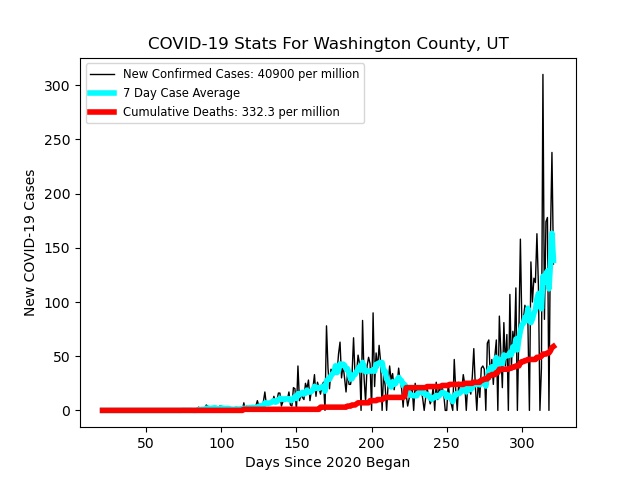 COVID-19 Stats For Washington County, UT
New Confirmed Cases: 40900 per million
7 Day Case Average
Cumulative Deaths: 332.3 per million
New COVID-19 Cases
300
250
200
150
100
50
0
50 100 150 200 250 300
Days Since 2020 Began